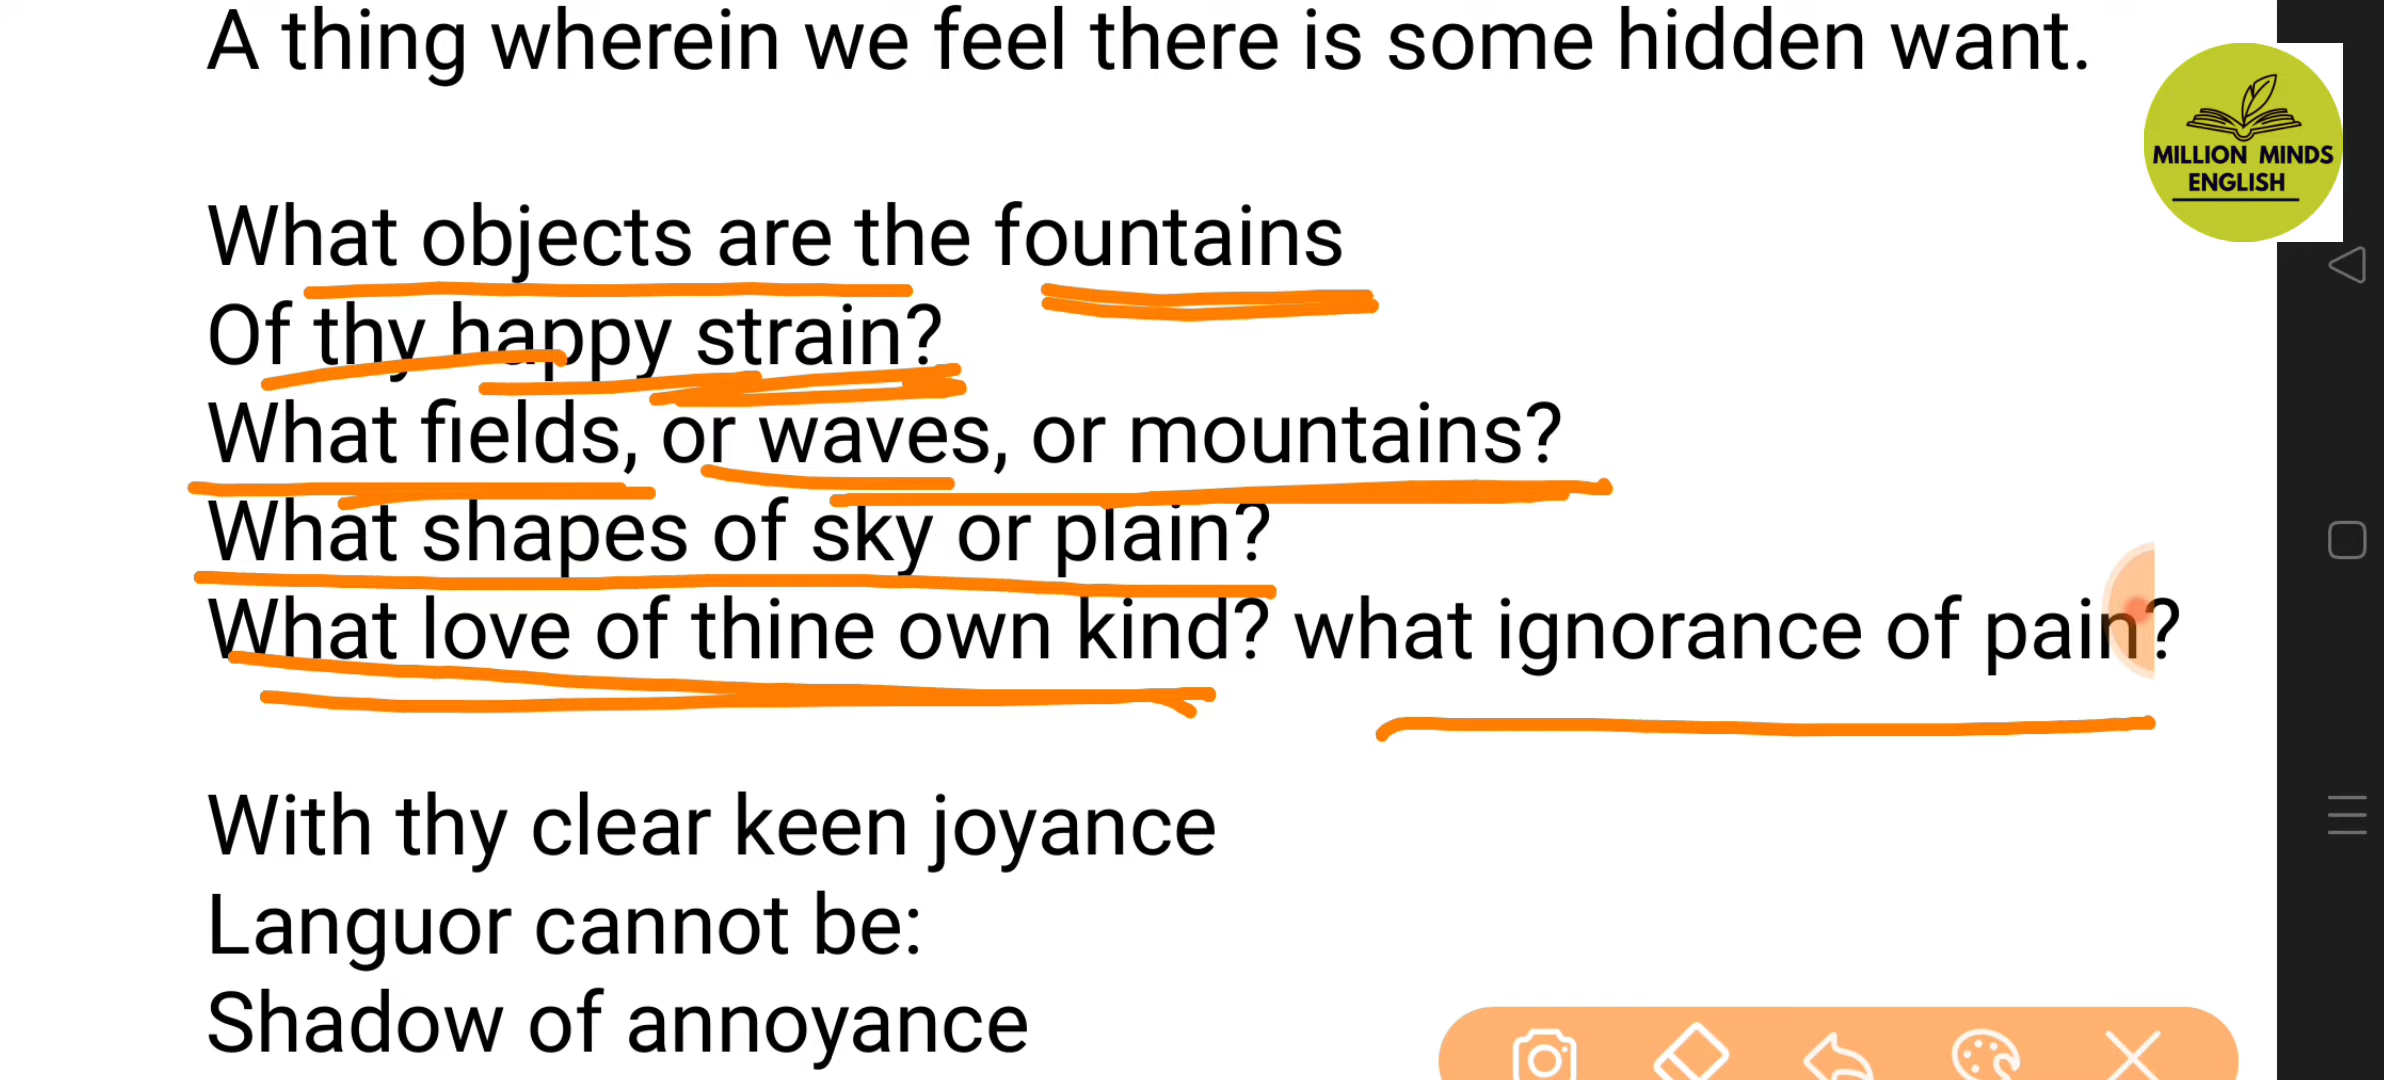 A thing wherein we feel there is some hidden want.
MILLION MINDS
ENGLISH
What objects are the fountains
Of thy happy strain?
What fields, or waves, or mountains?
What shapes of sky or plain?
What love of thine own kind? what ignorance of pain?
With thy clear keen joyance
Languor cannot be:
Shadow of annoyance